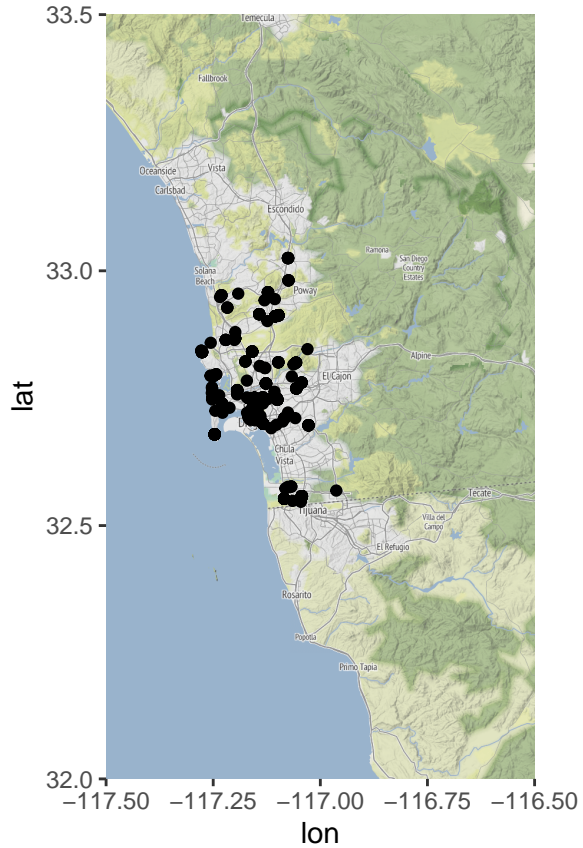 33.5
Temecula
Fallbrook
Vista
Oceanside
Carlsbad
Escondido
33.0
Ramona
San Diego
Country
Estates
Solana
Beach
Poway
Alpine
El Cajon
lat
Chula
Vista
32.5
Tecate
Tijuana
Villa del
Campo
El Refugio
Rosarito
Popotla
Primo Tapia
32.0
−117.50
−117.25
−117.00
−116.75
−116.50
lon